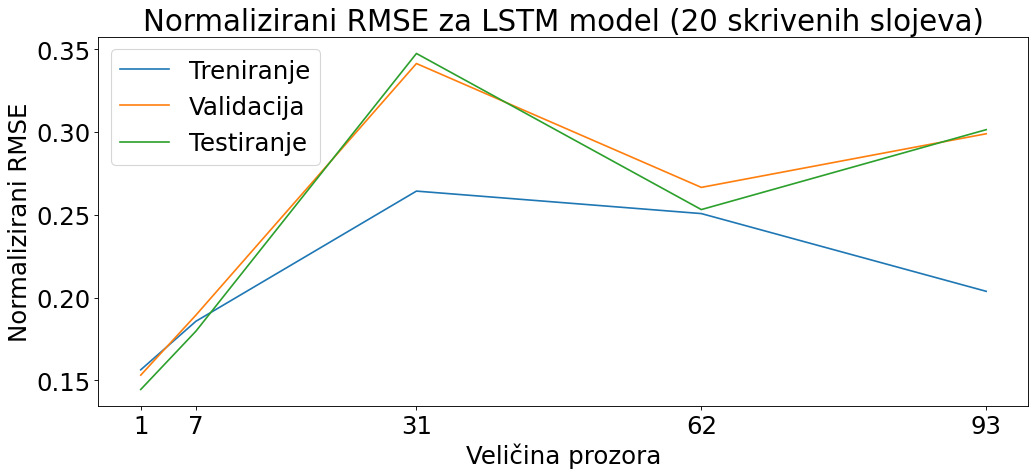 Normalizirani RMSE za LSTM model (20 skrivenih slojeva)
Normalizirani RMSE
0.35
0.30
0.25
0.20
0.15
Treniranje
Validacija
Testiranje
1 7 31 62 93
Veličina prozora